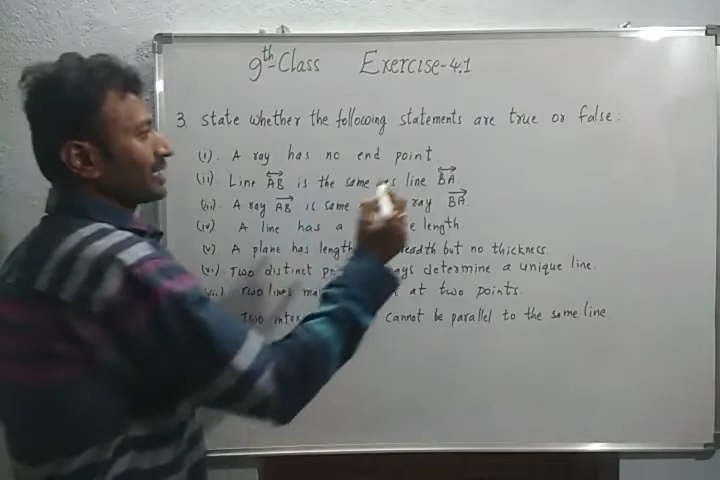 9th-Class Exercise-4.1
3. State whether the following statements are true or false:
(i). A ray has no end point
(ii). Line AB is the same as line BA.
(iii). A ray AB is same ray BA.
(iv). A line has a length
(v) A plane has length but no thickness.
(vi). Two distinct determine a unique line.
Two lines at two points.
Two cannot be parallel to the same line